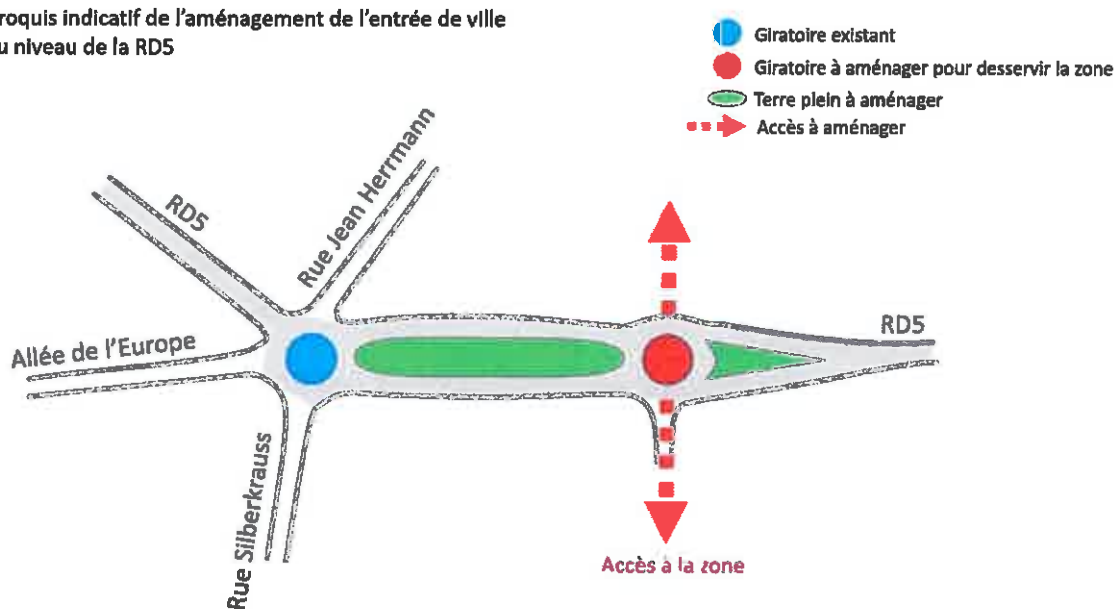 roquis indicatif de l'aménagement de l'entrée de ville
u niveau de la RD5
Giratoire existant
Giratoire à aménager pour desservir la zone
Terre plein à aménager
Accès à aménager
RD5
Rue Jean Herrmann
RD5
Allée de l'Europe
Rue Silberkrauss
Accès à la zone